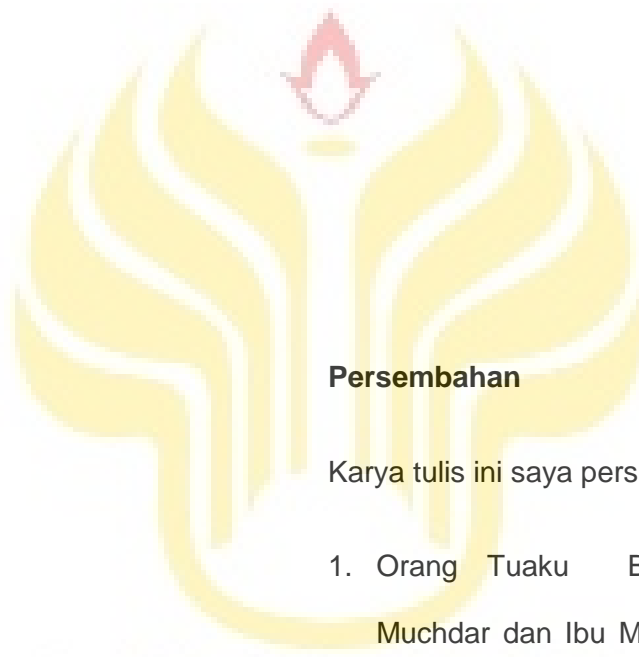 Persembahan
Karya tulis ini saya
1. Orang Tuaku
Muchdar dan Ibu